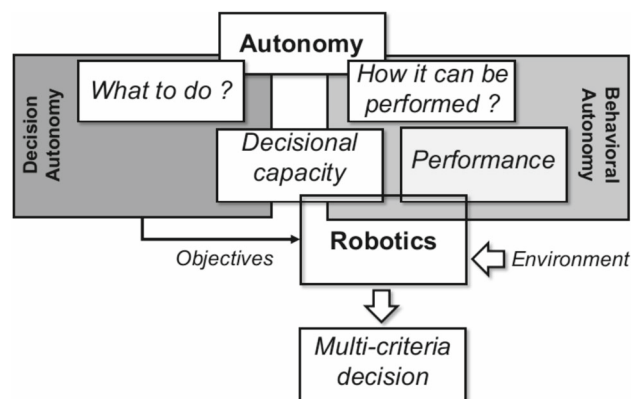 Autonomy
What to do ?
How it can be
performed ?
Decision
Autonomy
Behavioral
Autonomy
Decisional
capacity
Performance
Robotics
Objectives
Environment
Multi-criteria
decision